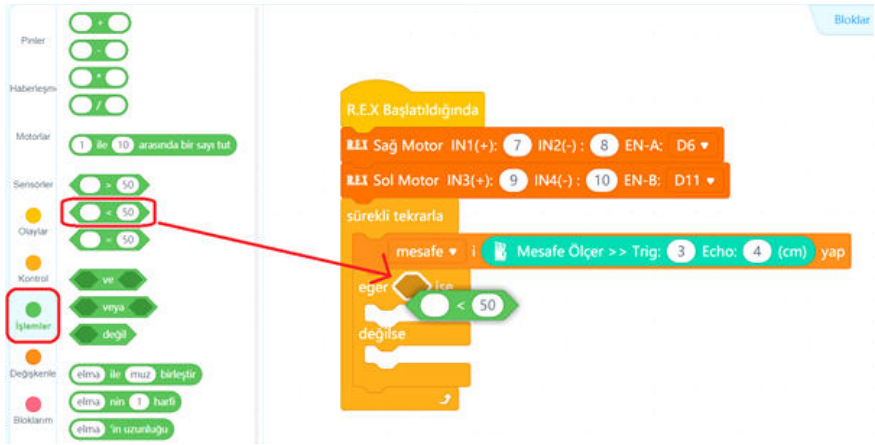 Bloklar
Pinler
Haberleşm
Motorlar
Sensörler
Olaylar
Kontrol
İşlemler
Değişkenle
Bloklarım
+
-
*
/
1 ile 10 arasında bir sayı tut
> 50
< 50
= 50
ve
veya
değil
elma ile muz birleştir
elma nin 1 harfi
elma 'in uzunluğu
R.E.X Başlatıldığında
REX Sağ Motor IN1(+): 7 IN2(-) : 8 EN-A: D6
REX Sol Motor IN3(+): 9 IN4(-) : 10 EN-B: D11
sürekli tekrarla
mesafe i Mesafe Ölçer >> Trig: 3 Echo: 4 (cm) yap
eğer ise
< 50
değilse